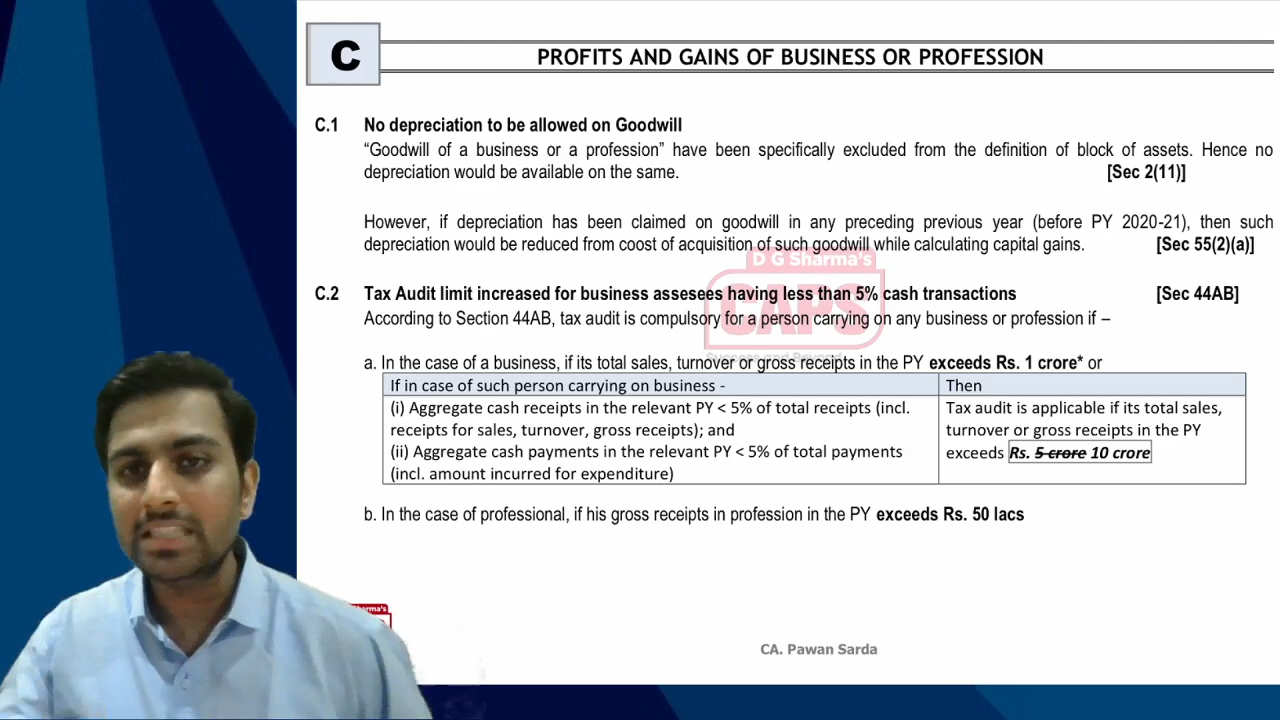 C
PROFITS AND GAINS OF BUSINESS OR PROFESSION
C.1 No depreciation to be allowed on Goodwill
“Goodwill of a business or a profession” have been specifically excluded from the definition of block of assets. Hence no
depreciation would be available on the same. [Sec 2(11)]
However, if depreciation has been claimed on goodwill in any preceding previous year (before PY 2020-21), then such
depreciation would be reduced from coost of acquisition of such goodwill while calculating capital gains. [Sec 55(2)(a)]
D G Sharma's
CAPS
Success and Beyond
C.2 Tax Audit limit increased for business assesees having less than 5% cash transactions [Sec 44AB]
According to Section 44AB, tax audit is compulsory for a person carrying on any business or profession if –
a. In the case of a business, if its total sales, turnover or gross receipts in the PY exceeds Rs. 1 crore* or
If in case of such person carrying on business -
Then
(i) Aggregate cash receipts in the relevant PY < 5% of total receipts (incl.
receipts for sales, turnover, gross receipts); and
(ii) Aggregate cash payments in the relevant PY < 5% of total payments
(incl. amount incurred for expenditure)
Tax audit is applicable if its total sales,
turnover or gross receipts in the PY
exceeds Rs. 5 crore 10 crore
b. In the case of professional, if his gross receipts in profession in the PY exceeds Rs. 50 lacs
CA. Pawan Sarda